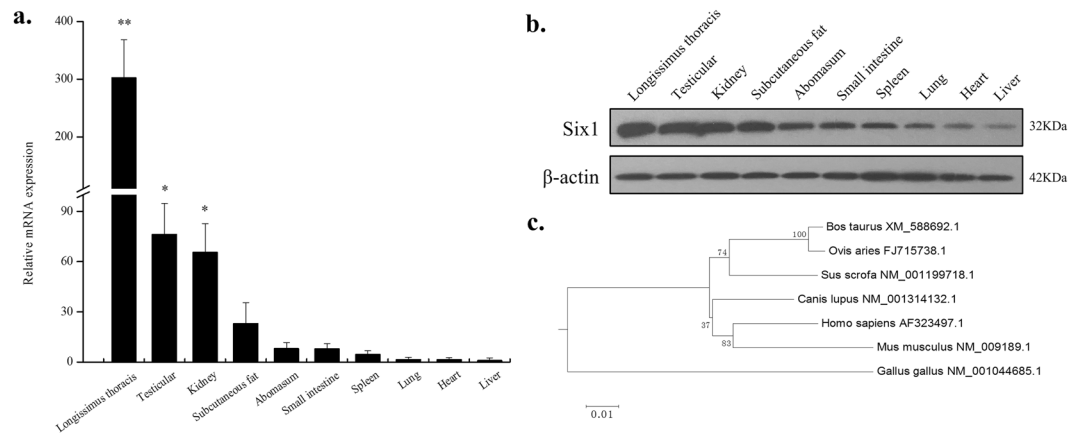 a.
Relative mRNA expression
400
300
200
90
60
30
0
**
*
*
Longissimus thoracis
Testicular
Kidney
Subcutaneous fat
Abomasum
Small intestine
Spleen
Lung
Heart
Liver
b.
Longissimus thoracis
Testicular
Kidney
Subcutaneous fat
Abomasum
Small intestine
Spleen
Lung
Heart
Liver
Six1
32KDa
β-actin
42KDa
c.
100
Bos taurus XM_588692.1
Ovis aries FJ715738.1
74
Sus scrofa NM_001199718.1
Canis lupus NM_001314132.1
37
Homo sapiens AF323497.1
83
Mus musculus NM_009189.1
Gallus gallus NM_001044685.1
0.01